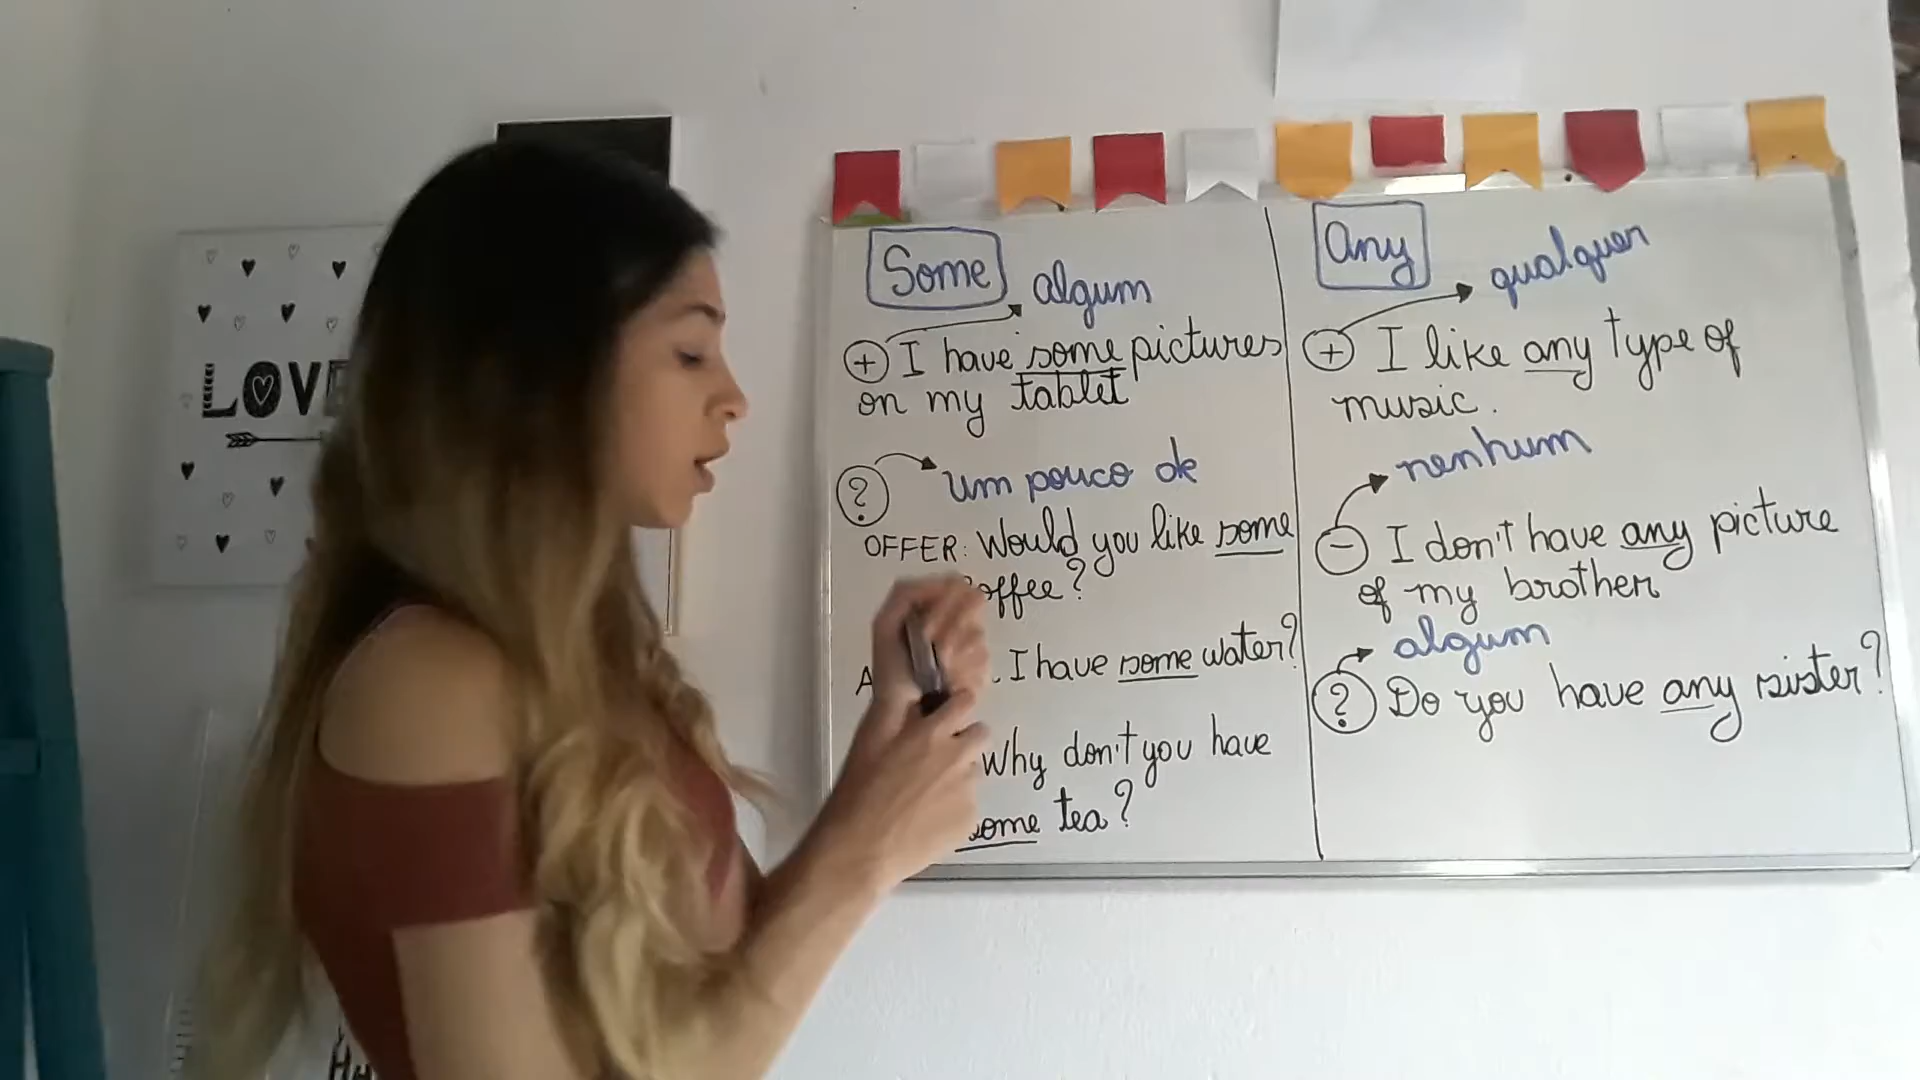 LOVE
Some
algum
+ I have some pictures
on my tablet
? um pouco de
OFFER: Would you like some
coffee?
I have some water?
Why don't you have
some tea?
Any
qualquer
+ I like any type of
music.
nenhum
- I don't have any picture
of my brother
algum
? Do you have any sister?